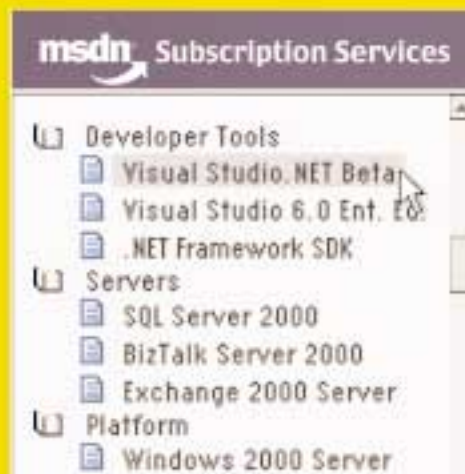 msdn Subscription Services
Developer Tools
Visual Studio.NET Beta
Visual Studio 6.0 Ent. Ed.
.NET Framework SDK
Servers
SQL Server 2000
BizTalk Server 2000
Exchange 2000 Server
Platform
Windows 2000 Server